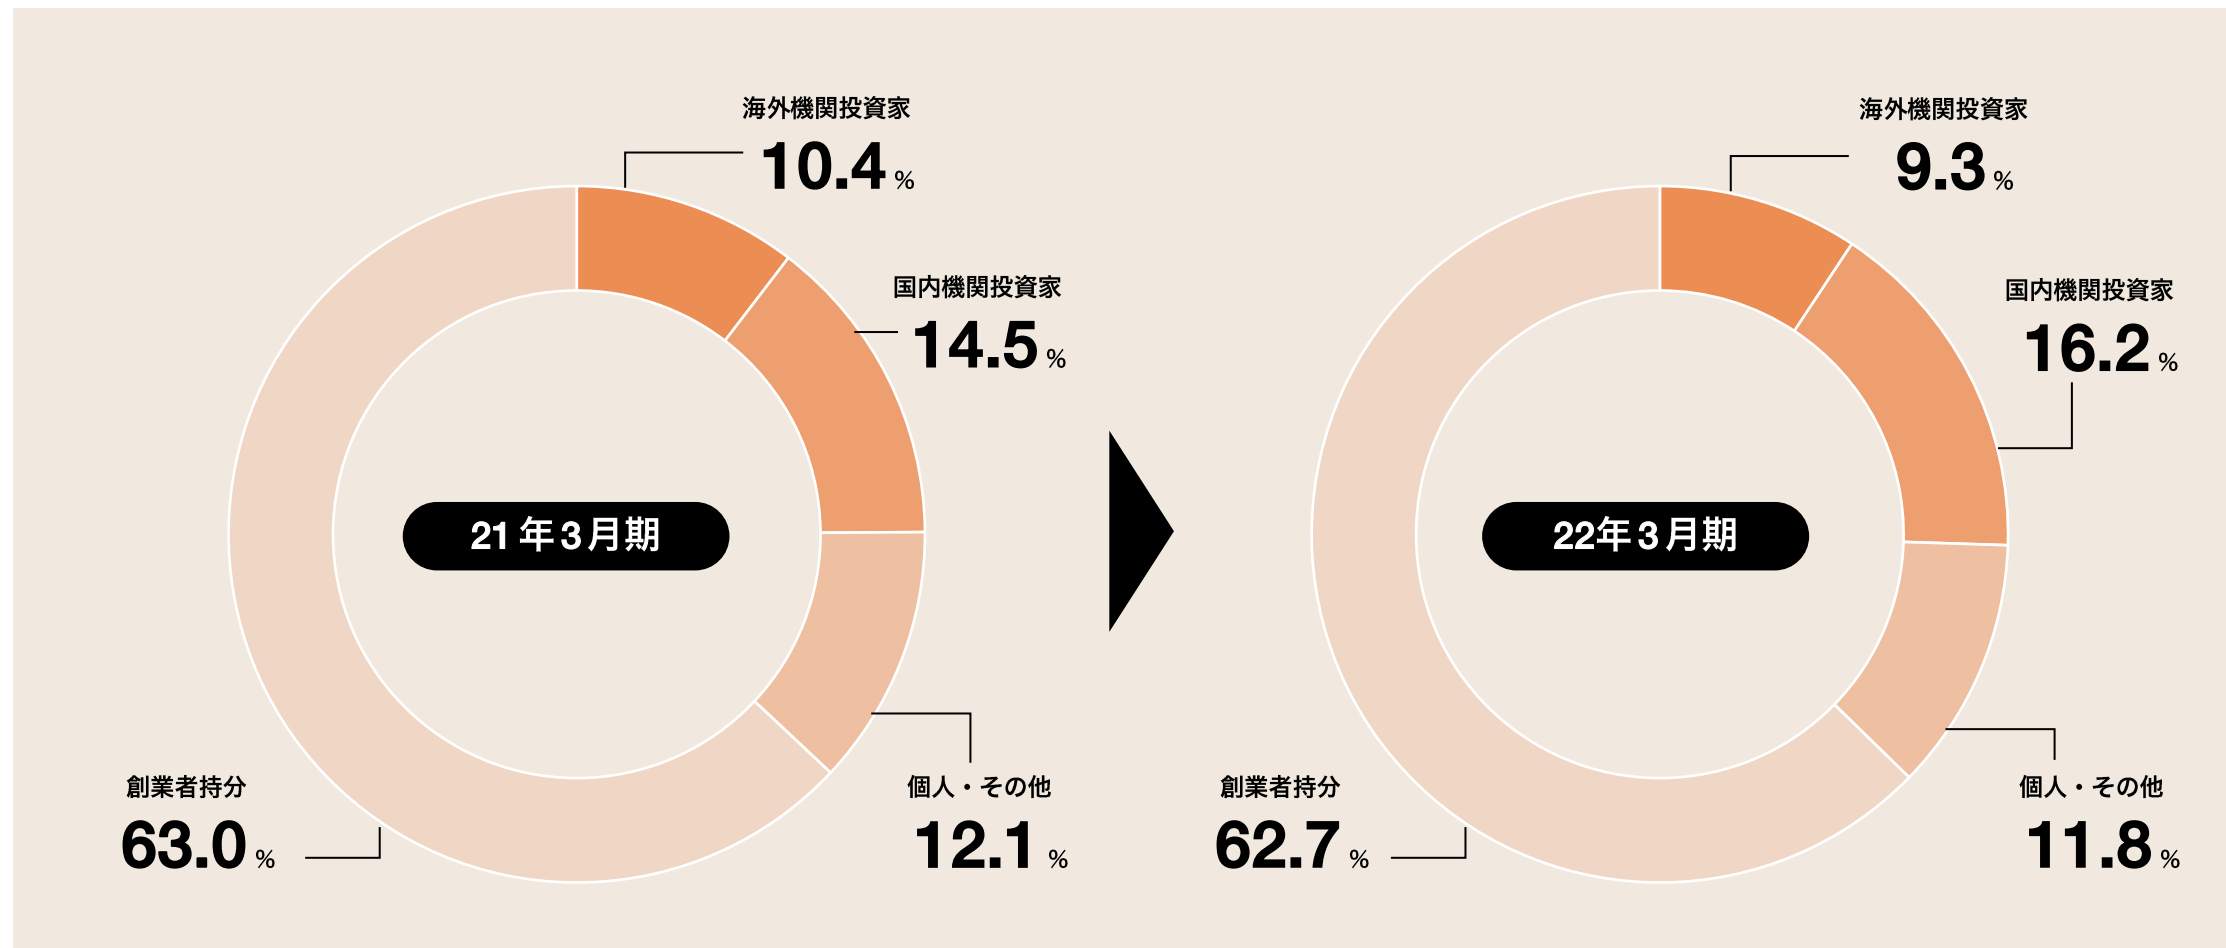 海外機関投資家
10.4 %
国内機関投資家
14.5 %
21年3月期
創業者持分
63.0 %
個人・その他
12.1 %
海外機関投資家
9.3 %
国内機関投資家
16.2 %
22年3月期
創業者持分
62.7 %
個人・その他
11.8 %